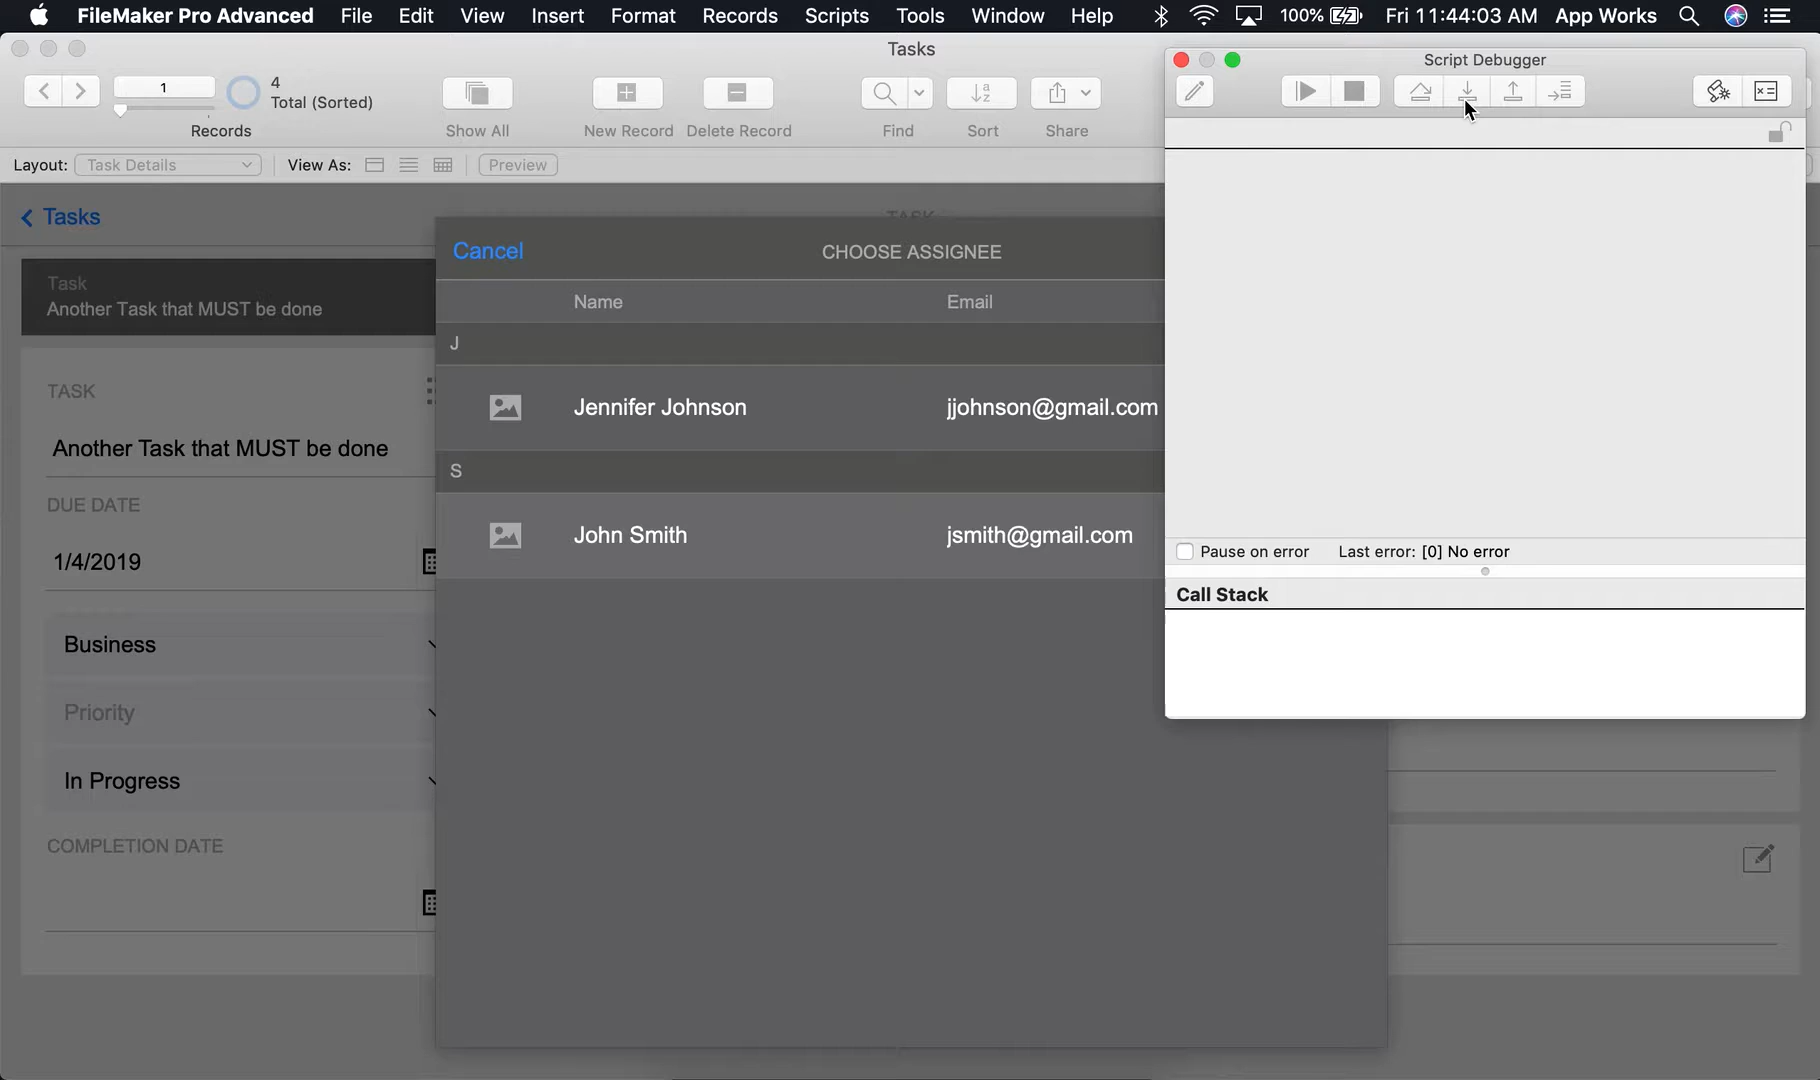 FileMaker Pro Advanced File Edit View Insert Format Records Scripts Tools Window Help 100% Fri 11:44:03 AM App Works
Tasks
1
4
Total (Sorted)
Records
Show All
New Record
Delete Record
Find
Sort
Share
Layout: Task Details View As: Preview
Tasks
TASK
Task
Another Task that MUST be done
TASK
Another Task that MUST be done
DUE DATE
1/4/2019
Business
Priority
In Progress
COMPLETION DATE
Cancel
CHOOSE ASSIGNEE
Name Email
J
Jennifer Johnson jjohnson@gmail.com
S
John Smith jsmith@gmail.com
Script Debugger
Pause on error Last error: [0] No error
Call Stack